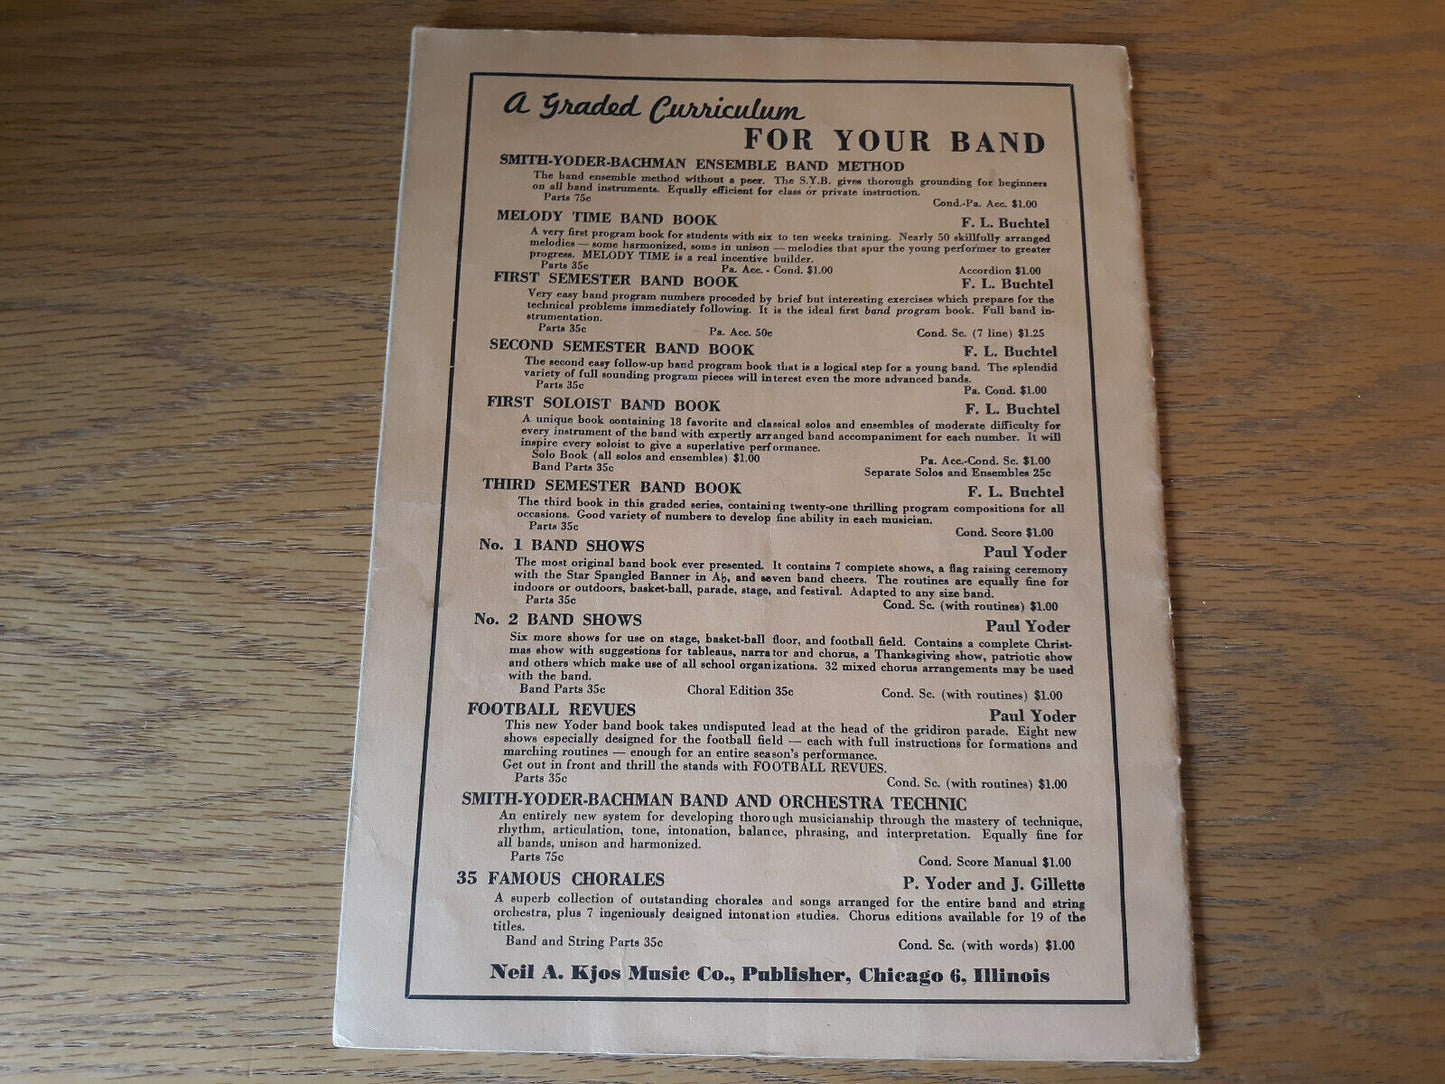 A Graded Curriculum
FOR YOUR BAND
SMITH-YODER-BACHMAN ENSEMBLE BAND METHOD
The band ensemble method without a peer. The S.Y.B. gives thorough grounding for beginners
on all band instruments. Equally efficient for class or private instruction.
Parts 75c Cond.-Pa. Acc. $1.00
MELODY TIME BAND BOOK F. L. Buchtel
A very first program book for students with six to ten weeks training. Nearly 50 skillfully arranged
melodies — some harmonized, some in unison — melodies that spur the young performer to greater
progress. MELODY TIME is a real incentive builder.
Parts 35c Pa. Acc. - Cond. $1.00 Accordion $1.00
FIRST SEMESTER BAND BOOK F. L. Buchtel
Very easy band program numbers preceded by brief but interesting exercises which prepare for the
technical problems immediately following. It is the ideal first band program book. Full band in-
strumentation.
Parts 35c Pa. Acc. 50c Cond. Sc. (7 line) $1.25
SECOND SEMESTER BAND BOOK F. L. Buchtel
The second easy follow-up band program book that is a logical step for a young band. The splendid
variety of full sounding program pieces will interest even the more advanced bands.
Parts 35c Pa. Cond. $1.00
FIRST SOLOIST BAND BOOK F. L. Buchtel
A unique book containing 18 favorite and classical solos and ensembles of moderate difficulty for
every instrument of the band with expertly arranged band accompaniment for each number. It will
inspire every soloist to give a superlative performance.
Solo Book (all solos and ensembles) $1.00 Pa. Acc.-Cond. Sc. $1.00
Band Parts 35c Separate Solos and Ensembles 25c
THIRD SEMESTER BAND BOOK F. L. Buchtel
The third book in this graded series, containing twenty-one thrilling program compositions for all
occasions. Good variety of numbers to develop fine ability in each musician.
Parts 35c Cond. Score $1.00
No. 1 BAND SHOWS Paul Yoder
The most original band book ever presented. It contains 7 complete shows, a flag raising ceremony
with the Star Spangled Banner in A♭, and seven band cheers. The routines are equally fine for
indoors or outdoors, basket-ball, parade, stage, and festival. Adapted to any size band.
Parts 35c Cond. Sc. (with routines) $1.00
No. 2 BAND SHOWS Paul Yoder
Six more shows for use on stage, basket-ball floor, and football field. Contains a complete Christ-
mas show with suggestions for tableaus, narrator and chorus, a Thanksgiving show, patriotic show
and others which make use of all school organizations. 32 mixed chorus arrangements may be used
with the band.
Band Parts 35c Choral Edition 35c Cond. Sc. (with routines) $1.00
FOOTBALL REVUES Paul Yoder
This new Yoder band book takes undisputed lead at the head of the gridiron parade. Eight new
shows especially designed for the football field — each with full instructions for formations and
marching routines — enough for an entire season's performance.
Get out in front and thrill the stands with FOOTBALL REVUES.
Parts 35c Cond. Sc. (with routines) $1.00
SMITH-YODER-BACHMAN BAND AND ORCHESTRA TECHNIC
An entirely new system for developing thorough musicianship through the mastery of technique,
rhythm, articulation, tone, intonation, balance, phrasing, and interpretation. Equally fine for
all bands, unison and harmonized.
Parts 75c Cond. Score Manual $1.00
35 FAMOUS CHORALES P. Yoder and J. Gillette
A superb collection of outstanding chorales and songs arranged for the entire band and string
orchestra, plus 7 ingeniously designed intonation studies. Chorus editions available for 19 of the
titles.
Band and String Parts 35c Cond. Sc. (with words) $1.00
Neil A. Kjos Music Co., Publisher, Chicago 6, Illinois